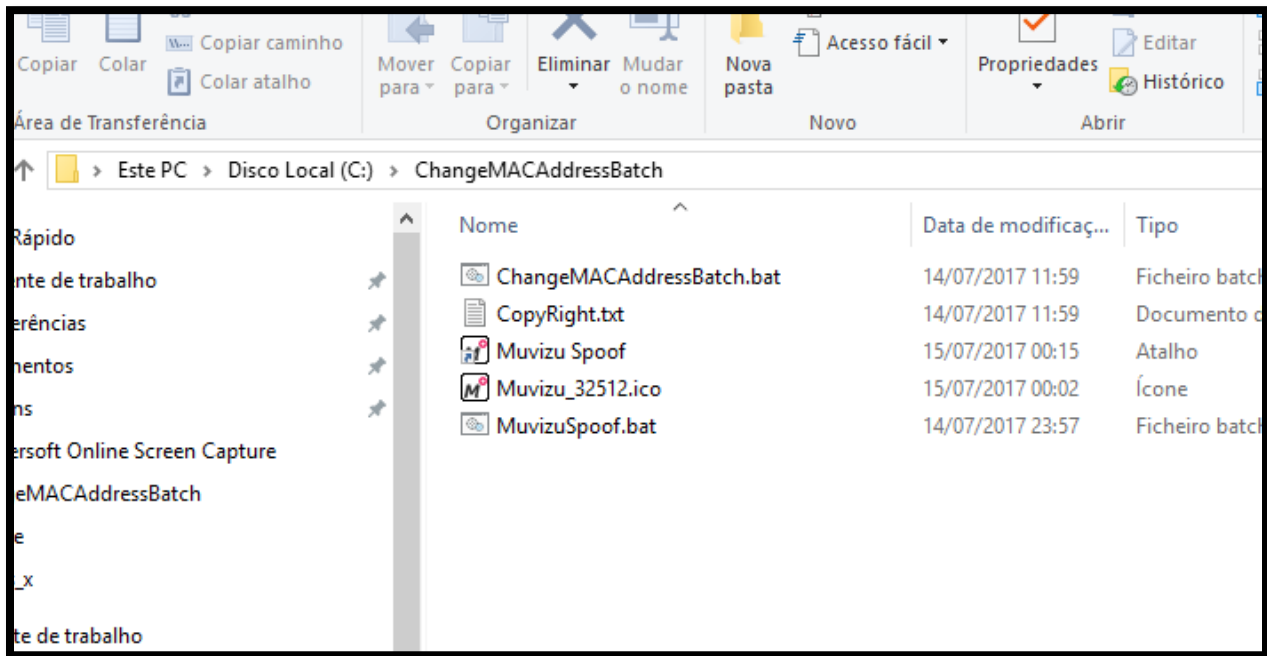 Copiar caminho
Copiar Colar
Colar atalho
Mover para
Copiar para
Eliminar
Mudar o nome
Nova pasta
Acesso fácil
Propriedades
Editar
Histórico
Área de Transferência
Organizar
Novo
Abrir
Este PC > Disco Local (C:) > ChangeMACAddressBatch
Nome Data de modificaç... Tipo
ChangeMACAddressBatch.bat 14/07/2017 11:59 Ficheiro batch
CopyRight.txt 14/07/2017 11:59 Documento d
Muvizu Spoof 15/07/2017 00:15 Atalho
Muvizu_32512.ico 15/07/2017 00:02 Ícone
MuvizuSpoof.bat 14/07/2017 23:57 Ficheiro batch
Rápido
ente de trabalho
erências
mentos
ns
ersoft Online Screen Capture
eMACAddressBatch
e
_x
te de trabalho